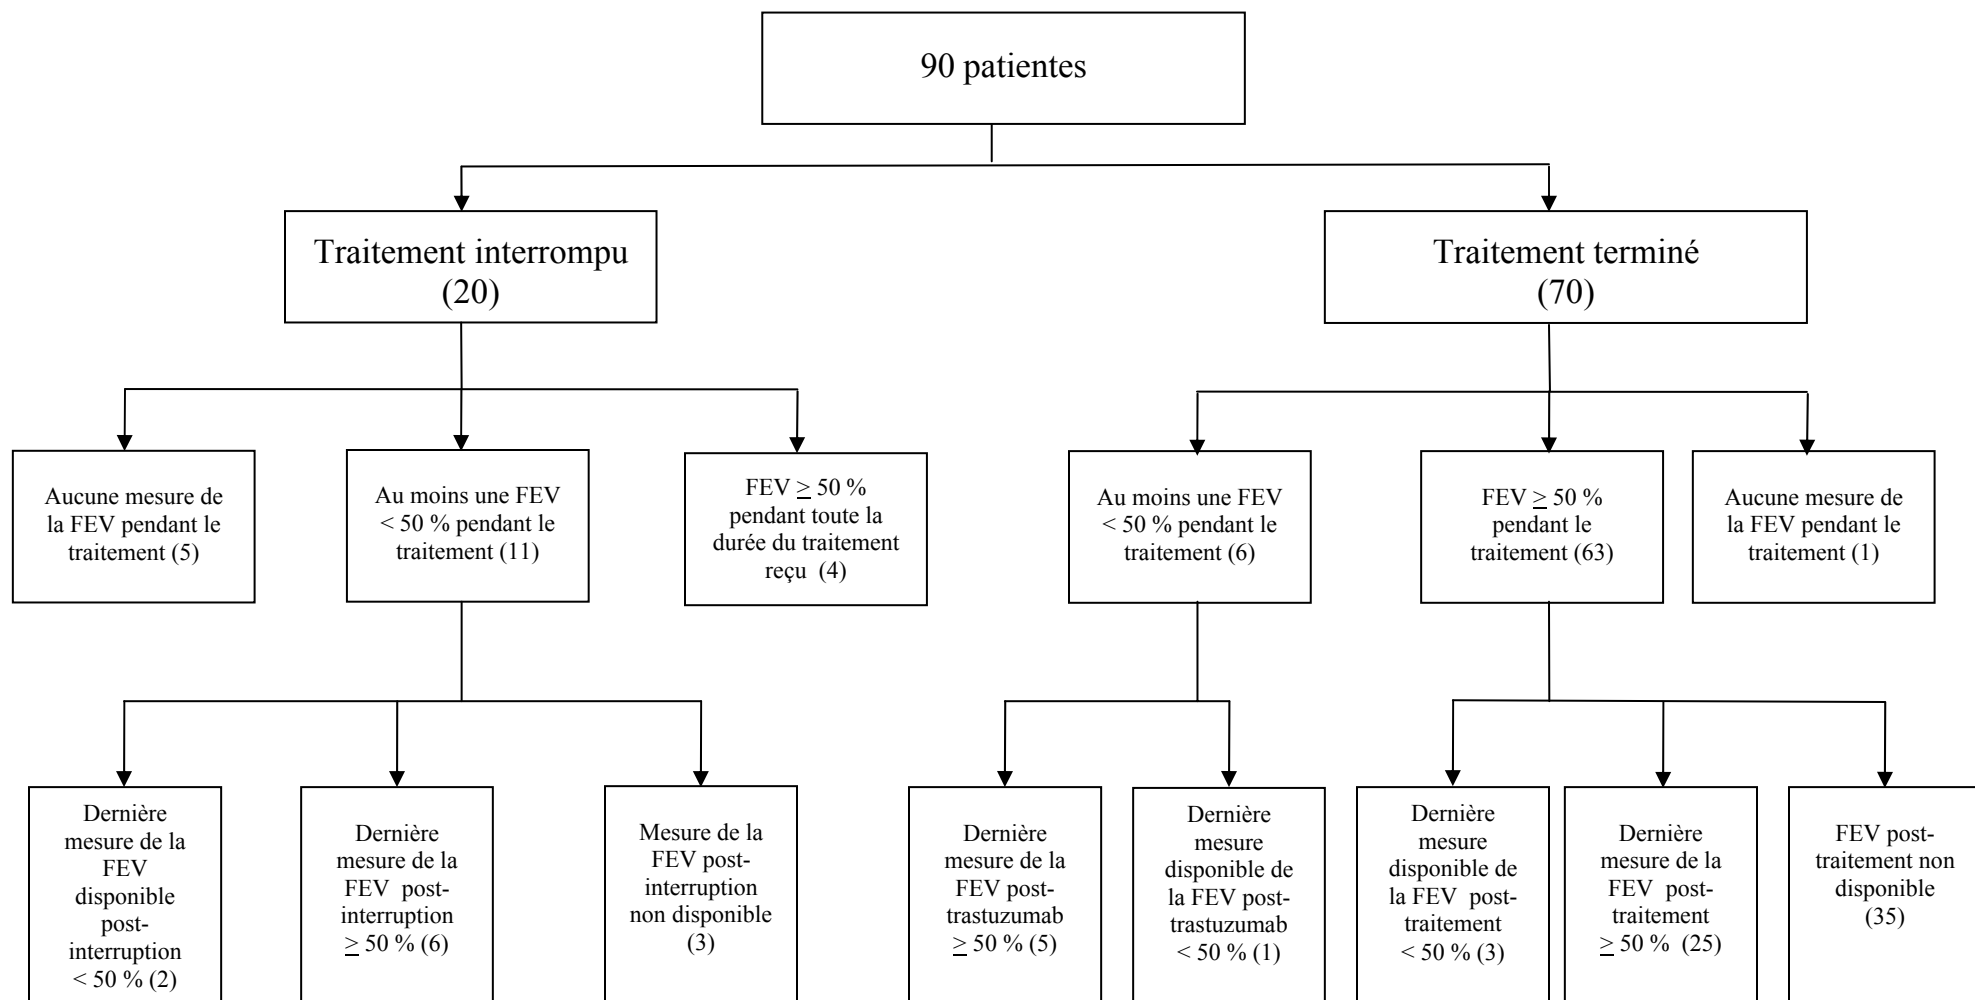 90 patientes
Traitement interrompu
(20)
Traitement terminé
(70)
Aucune mesure de
la FEV pendant le
traitement (5)
Au moins une FEV
< 50 % pendant le
traitement (11)
FEV ≥ 50 %
pendant toute la
durée du traitement
reçu (4)
Au moins une FEV
< 50 % pendant le
traitement (6)
FEV ≥ 50 %
pendant le
traitement (63)
Aucune mesure de
la FEV pendant le
traitement (1)
Dernière
mesure de la
FEV
disponible
post-
interruption
< 50 % (2)
Dernière
mesure de la
FEV post-
interruption
≥ 50 % (6)
Mesure de la
FEV post-
interruption
non disponible
(3)
Dernière
mesure de la
FEV post-
trastuzumab
≥ 50 % (5)
Dernière
mesure
disponible de
la FEV post-
trastuzumab
< 50 % (1)
Dernière
mesure
disponible de
la FEV post-
traitement
< 50 % (3)
Dernière
mesure de la
FEV post-
traitement
≥ 50 % (25)
FEV post-
traitement non
disponible
(35)